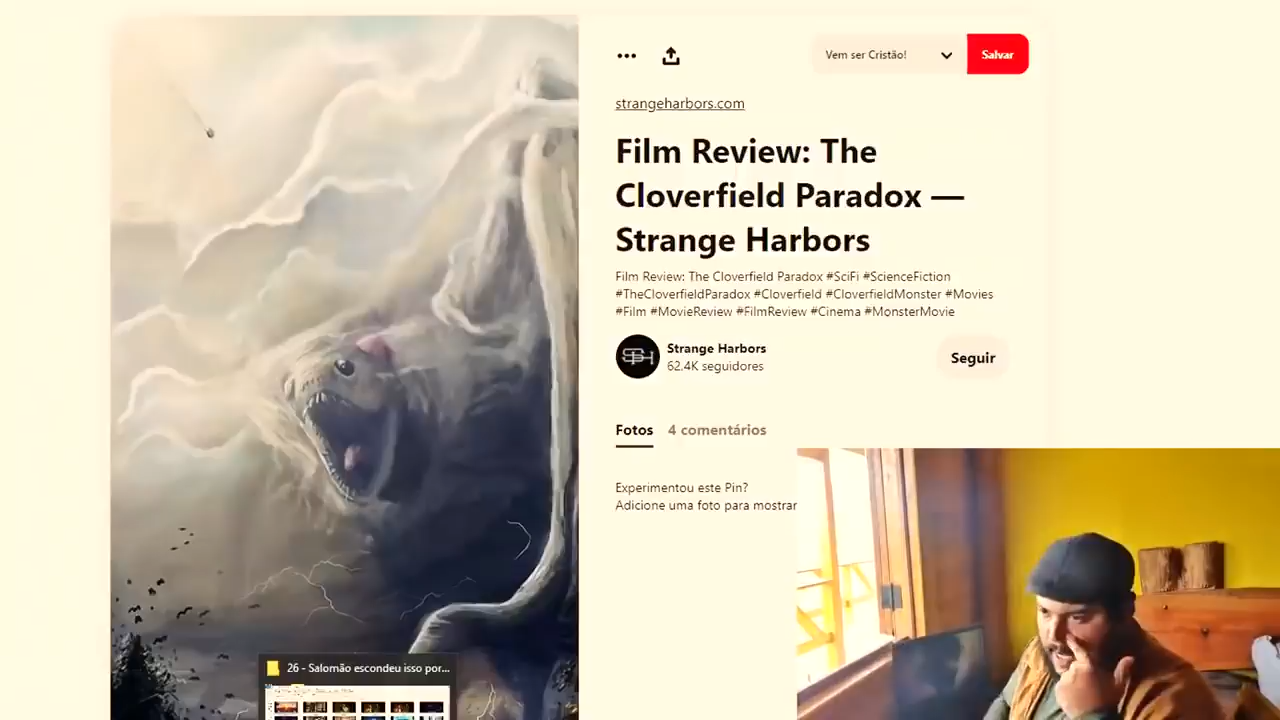 Vem ser Cristão!
Salvar
strangeharbors.com
Film Review: The
Cloverfield Paradox —
Strange Harbors
Film Review: The Cloverfield Paradox #SciFi #ScienceFiction
#TheCloverfieldParadox #Cloverfield #CloverfieldMonster #Movies
#Film #MovieReview #FilmReview #Cinema #MonsterMovie
SBH
Strange Harbors
62.4K seguidores
Seguir
Fotos
4 comentários
Experimentou este Pin?
Adicione uma foto para mostrar
26 - Salomão escondeu isso por...